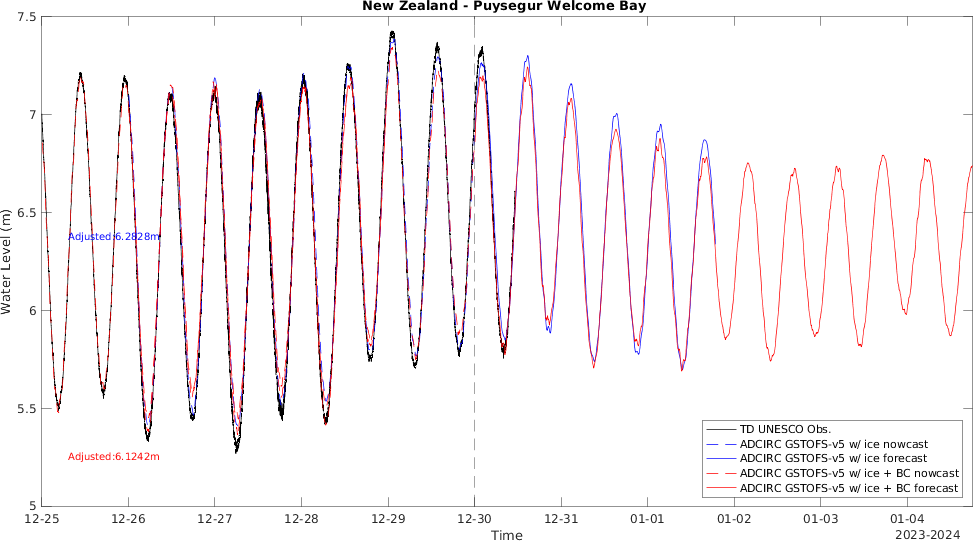 New Zealand - Puysegur Welcome Bay
7.5
7
6.5
6
5.5
5
Water Level (m)
Adjusted:6.2828m
Adjusted:6.1242m
TD UNESCO Obs.
ADCIRC GSTOFS-v5 w/ ice nowcast
ADCIRC GSTOFS-v5 w/ ice forecast
ADCIRC GSTOFS-v5 w/ ice + BC nowcast
ADCIRC GSTOFS-v5 w/ ice + BC forecast
12-25 12-26 12-27 12-28 12-29 12-30 12-31 01-01 01-02 01-03 01-04
Time
2023-2024